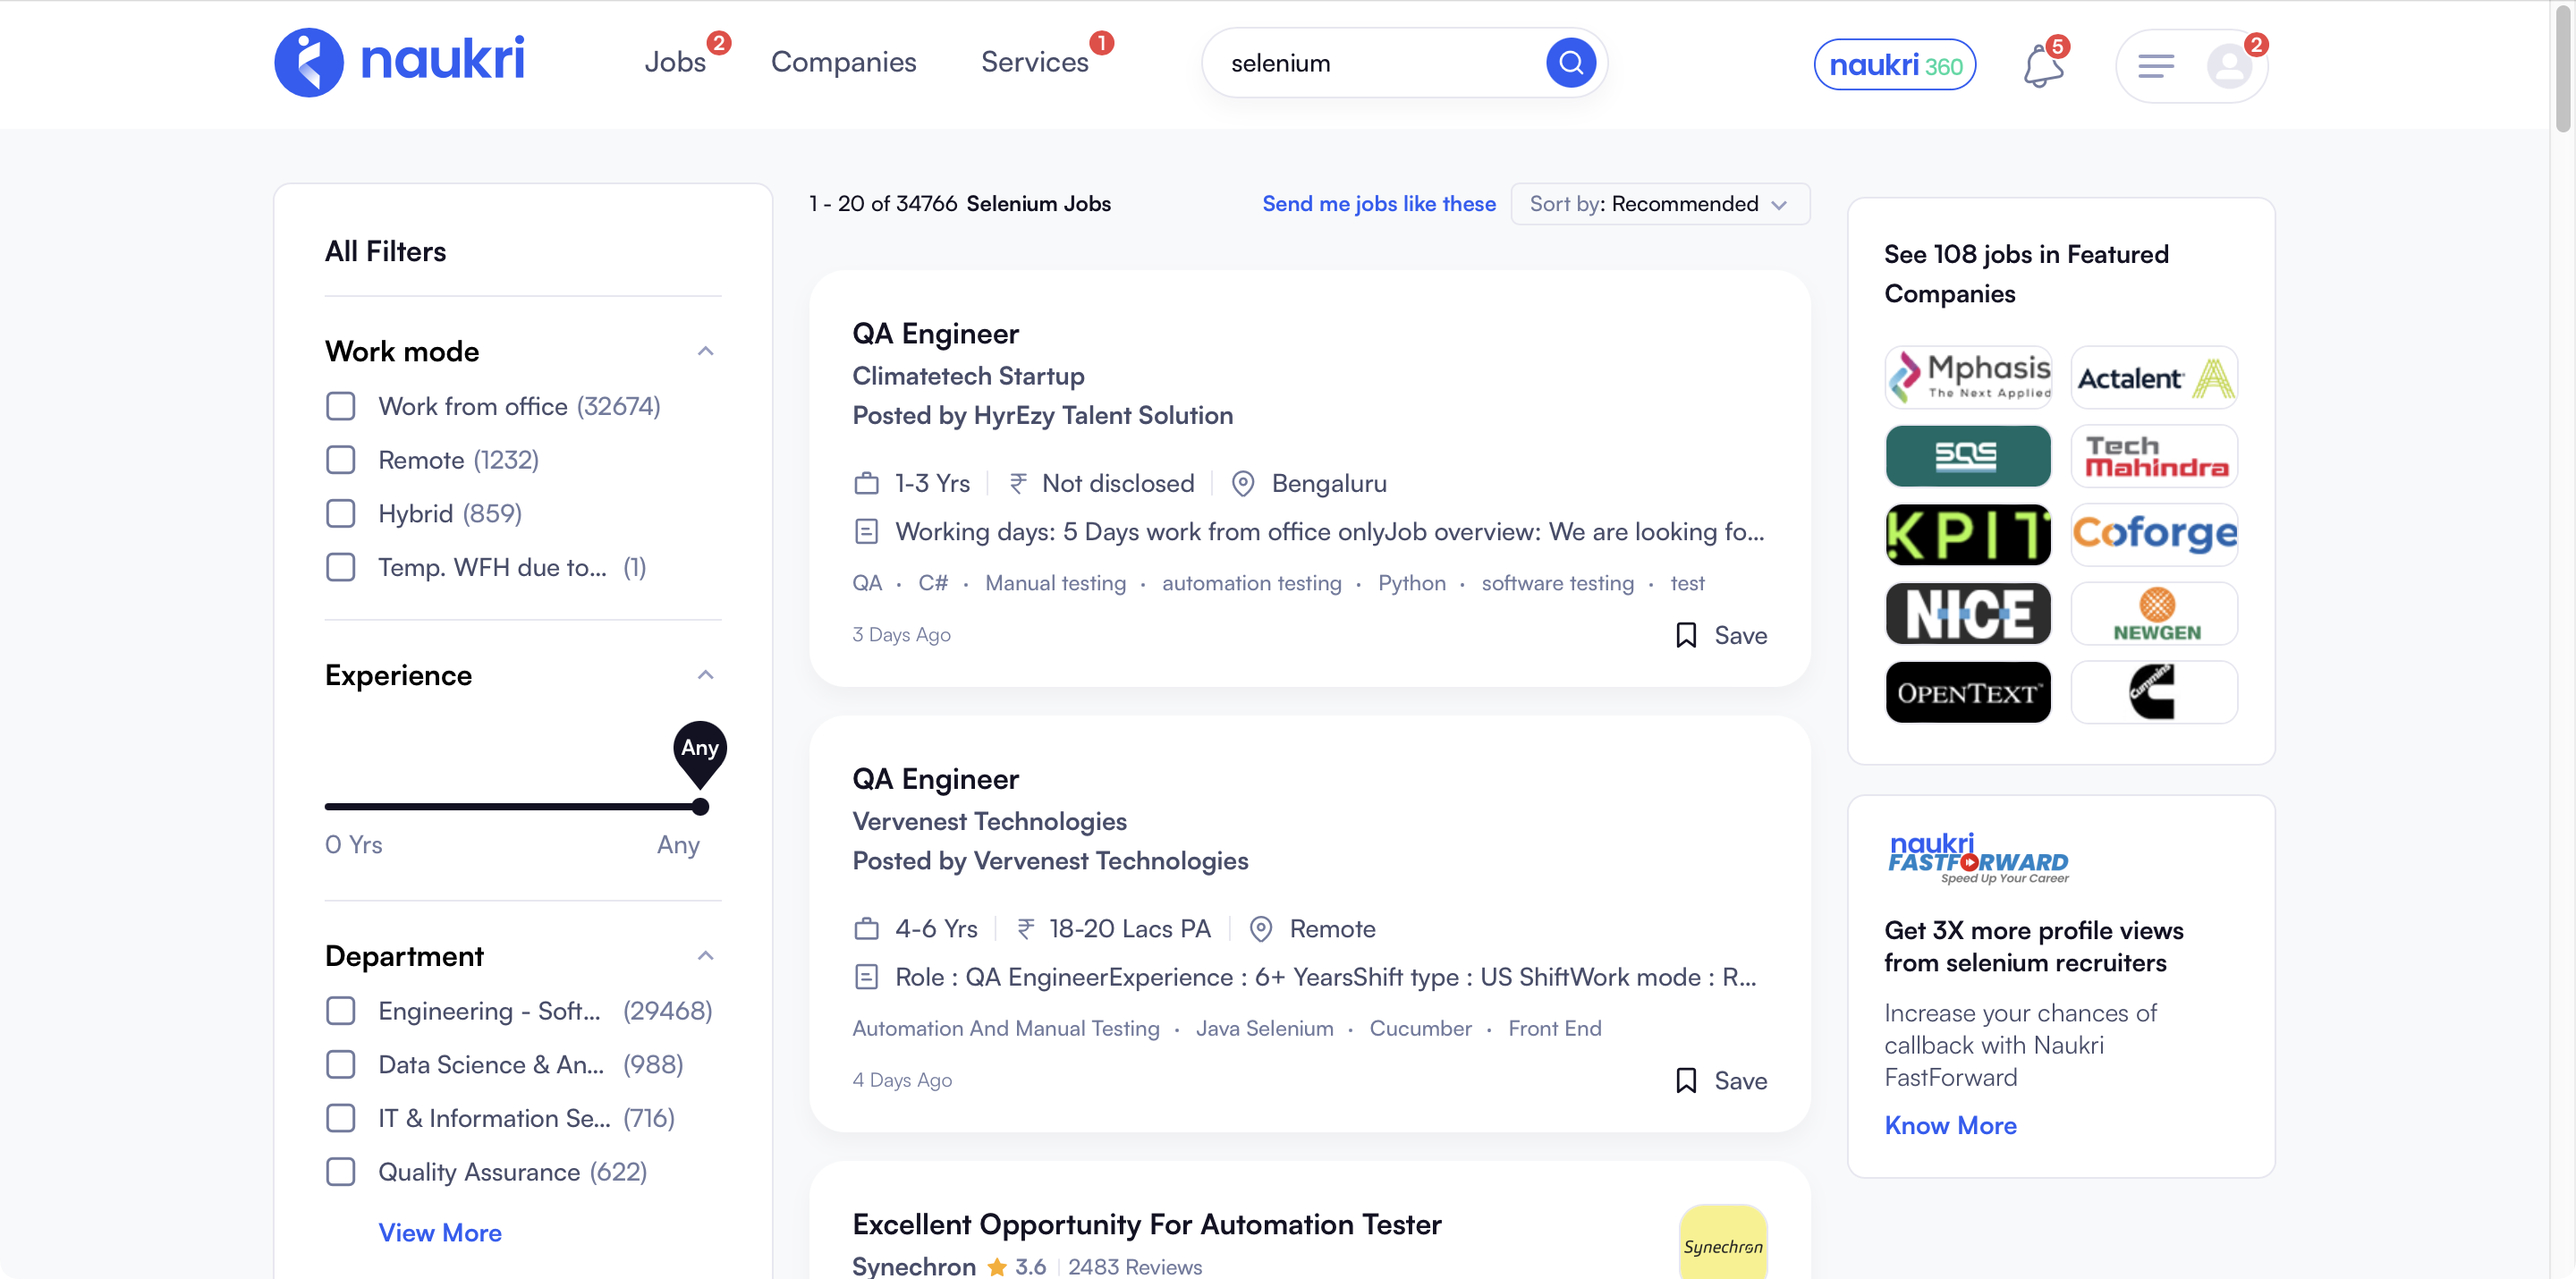 naukri
Jobs 2
Companies
Services 1
selenium
naukri 360
5
2
All Filters
Work mode
Work from office (32674)
Remote (1232)
Hybrid (859)
Temp. WFH due to... (1)
Experience
Any
0 Yrs Any
Department
Engineering - Soft... (29468)
Data Science & An... (988)
IT & Information Se... (716)
Quality Assurance (622)
View More
1 - 20 of 34766 Selenium Jobs
Send me jobs like these
Sort by: Recommended
QA Engineer
Climatetech Startup
Posted by HyrEzy Talent Solution
1-3 Yrs ₹ Not disclosed Bengaluru
Working days: 5 Days work from office onlyJob overview: We are looking fo...
QA · C# · Manual testing · automation testing · Python · software testing · test
3 Days Ago
Save
QA Engineer
Vervenest Technologies
Posted by Vervenest Technologies
4-6 Yrs ₹ 18-20 Lacs PA Remote
Role : QA EngineerExperience : 6+ YearsShift type : US ShiftWork mode : R...
Automation And Manual Testing · Java Selenium · Cucumber · Front End
4 Days Ago
Save
Excellent Opportunity For Automation Tester
Synechron 3.6 2483 Reviews
Synechron
See 108 jobs in Featured
Companies
Mphasis
The Next Applied
Actalent
SQS
Tech
Mahindra
KPIT
Coforge
NICE
NEWGEN
OPENTEXT™
Cummins
naukri
FASTFORWARD
Speed Up Your Career
Get 3X more profile views
from selenium recruiters
Increase your chances of
callback with Naukri
FastForward
Know More